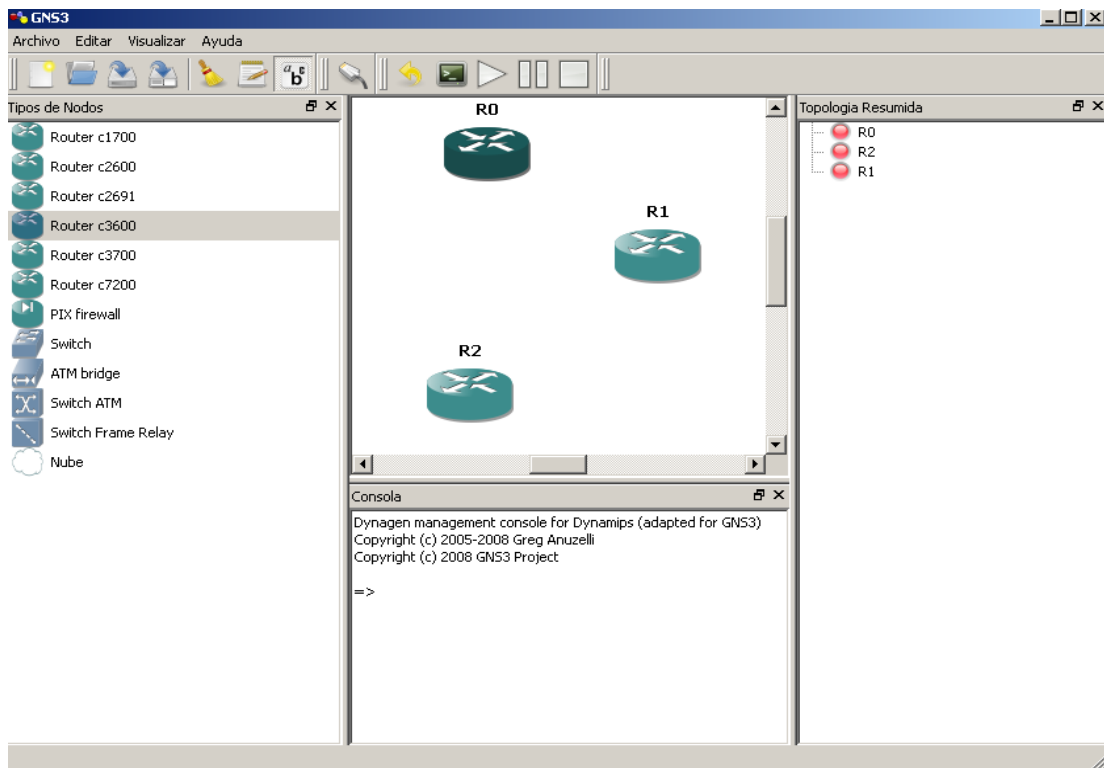 GNS3
Archivo Editar Visualizar Ayuda
Tipos de Nodos
Router c1700
Router c2600
Router c2691
Router c3600
Router c3700
Router c7200
PIX firewall
Switch
ATM bridge
Switch ATM
Switch Frame Relay
Nube
R0
R1
R2
Consola
Dynagen management console for Dynamips (adapted for GNS3)
Copyright (c) 2005-2008 Greg Anuzelli
Copyright (c) 2008 GNS3 Project
=>
Topologia Resumida
R0
R2
R1